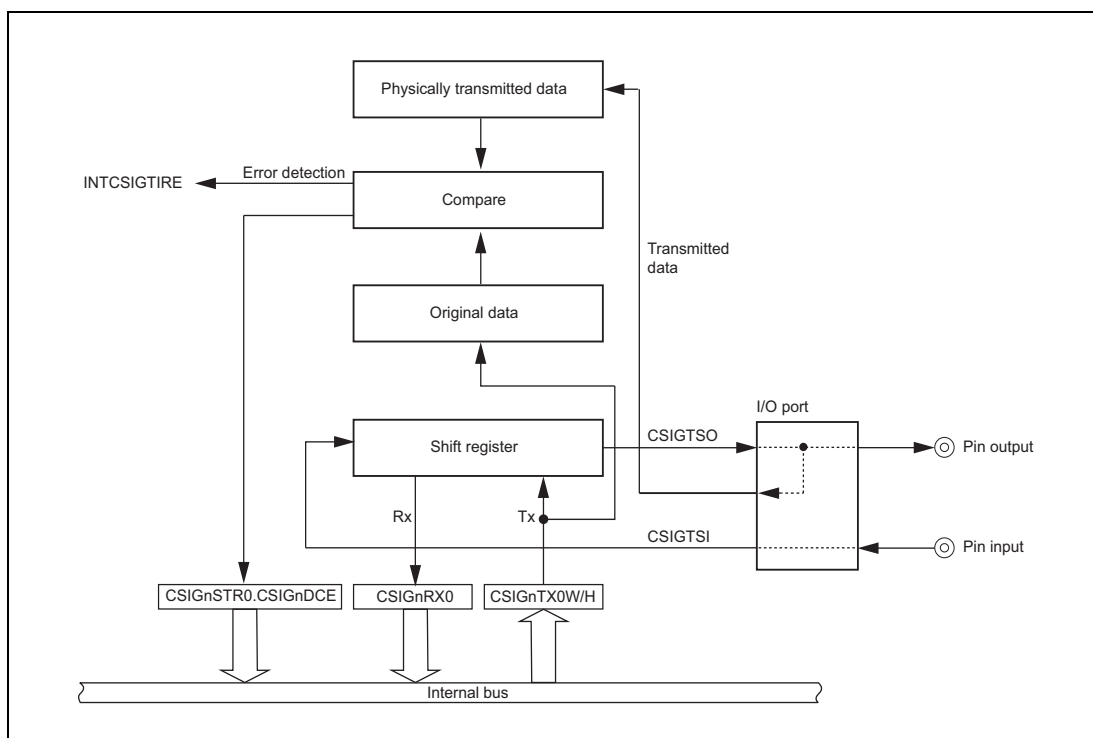 Physically transmitted data
Error detection
INTCSIGTIRE
Compare
Transmitted
data
Original data
I/O port
CSIGTSO
Shift register
Pin output
Rx
Tx
CSIGTSI
Pin input
CSIGnSTR0.CSIGnDCE
CSIGnRX0
CSIGnTX0W/H
Internal bus